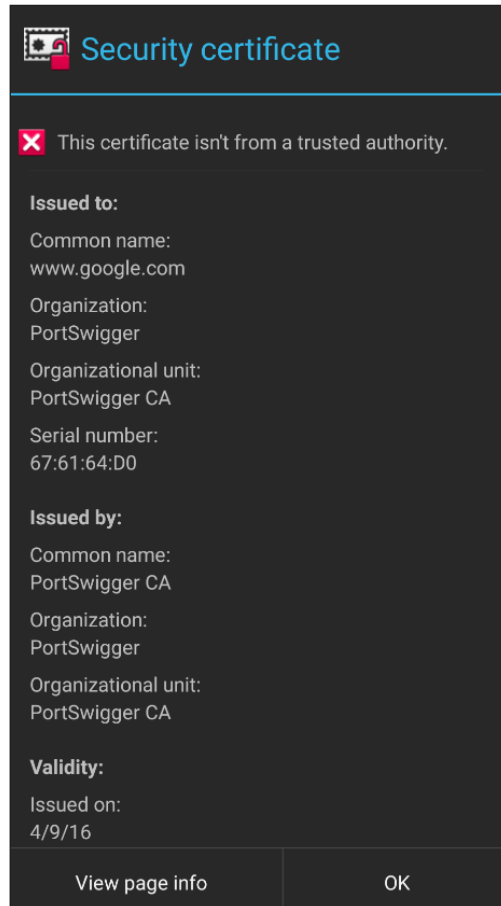 Security certificate
This certificate isn't from a trusted authority.
Issued to:
Common name:
www.google.com
Organization:
PortSwigger
Organizational unit:
PortSwigger CA
Serial number:
67:61:64:D0
Issued by:
Common name:
PortSwigger CA
Organization:
PortSwigger
Organizational unit:
PortSwigger CA
Validity:
Issued on:
4/9/16
View page info
OK